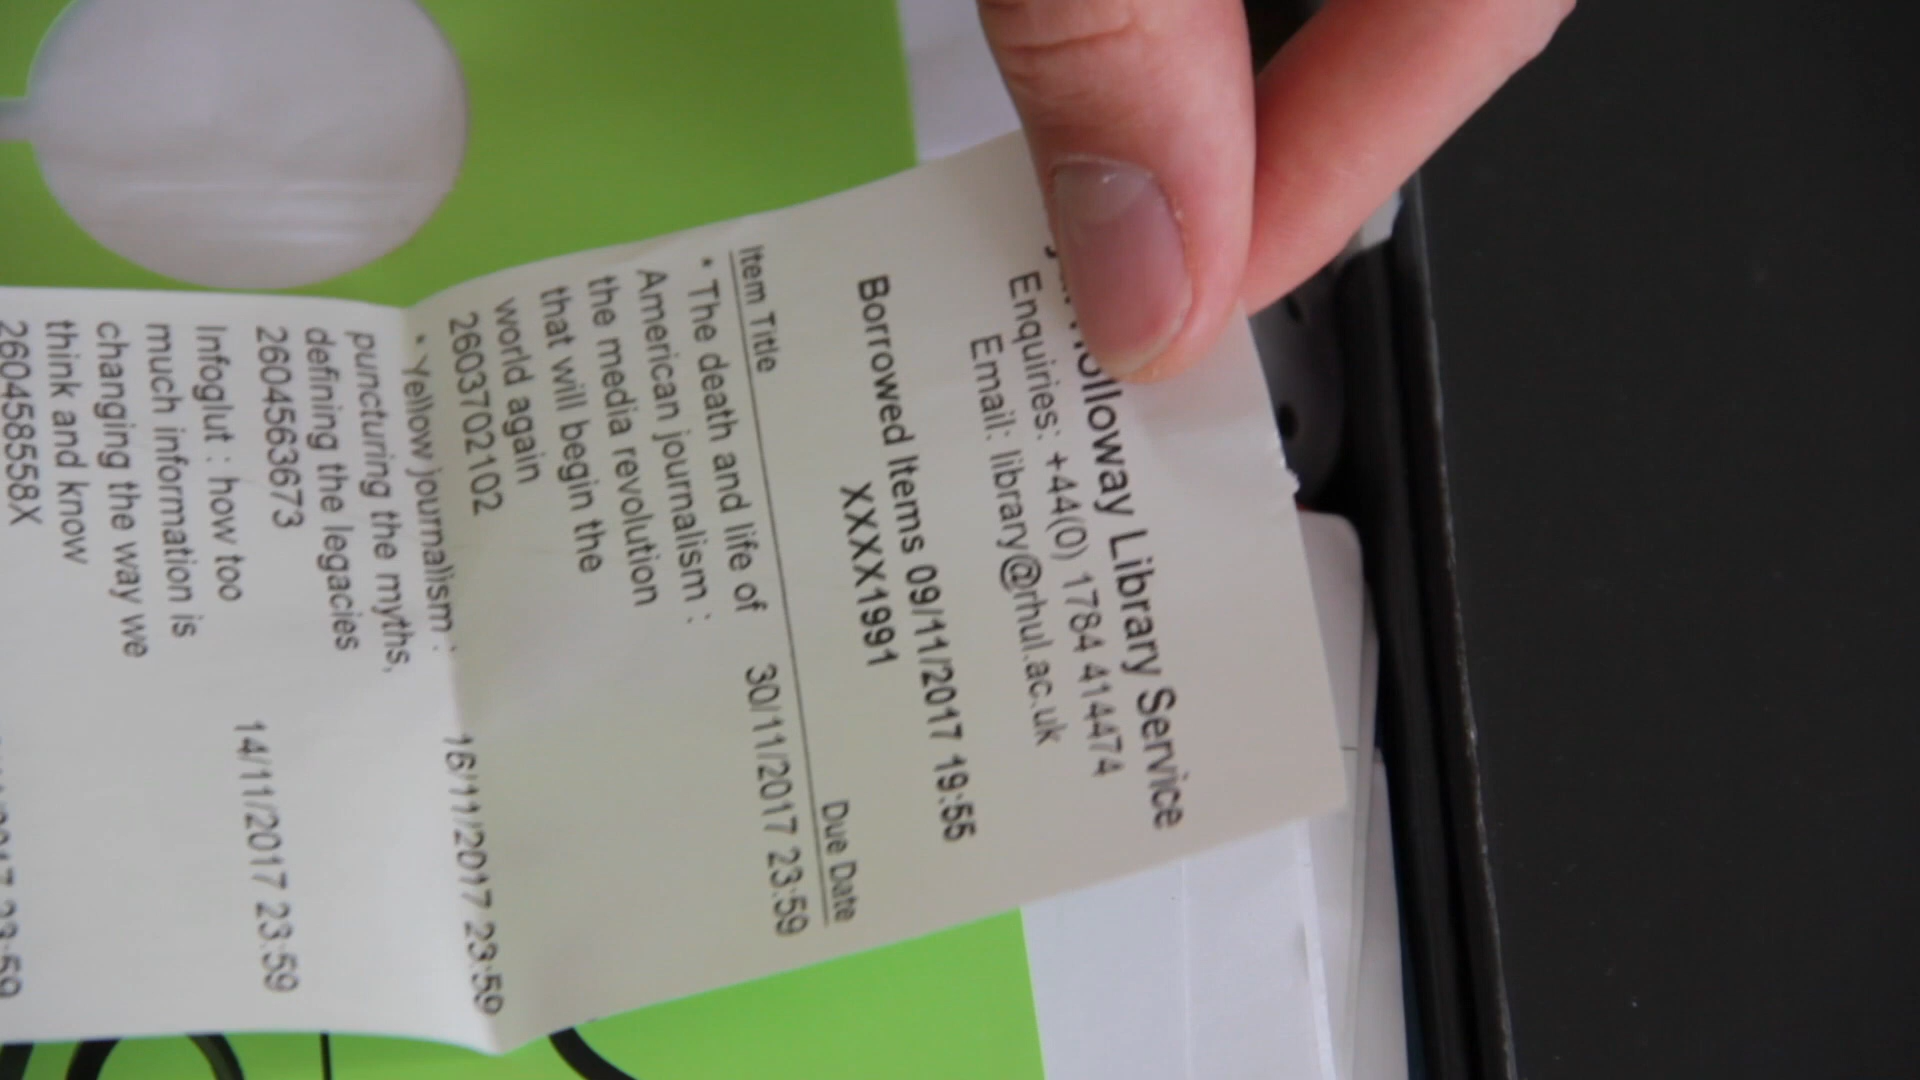 Holloway Library Service
Enquiries: +44(0) 1784 414474
Email: library@rhul.ac.uk
Borrowed Items 09/11/2017 19:55
XXXX1991
Item Title Due Date
* The death and life of 30/11/2017 23:59
American journalism :
the media revolution
that will begin the
world again
2603702102
* Yellow journalism : 16/11/2017 23:59
puncturing the myths,
defining the legacies
2604563673
Infoglut : how too 14/11/2017 23:59
much information is
changing the way we
think and know
260458558X